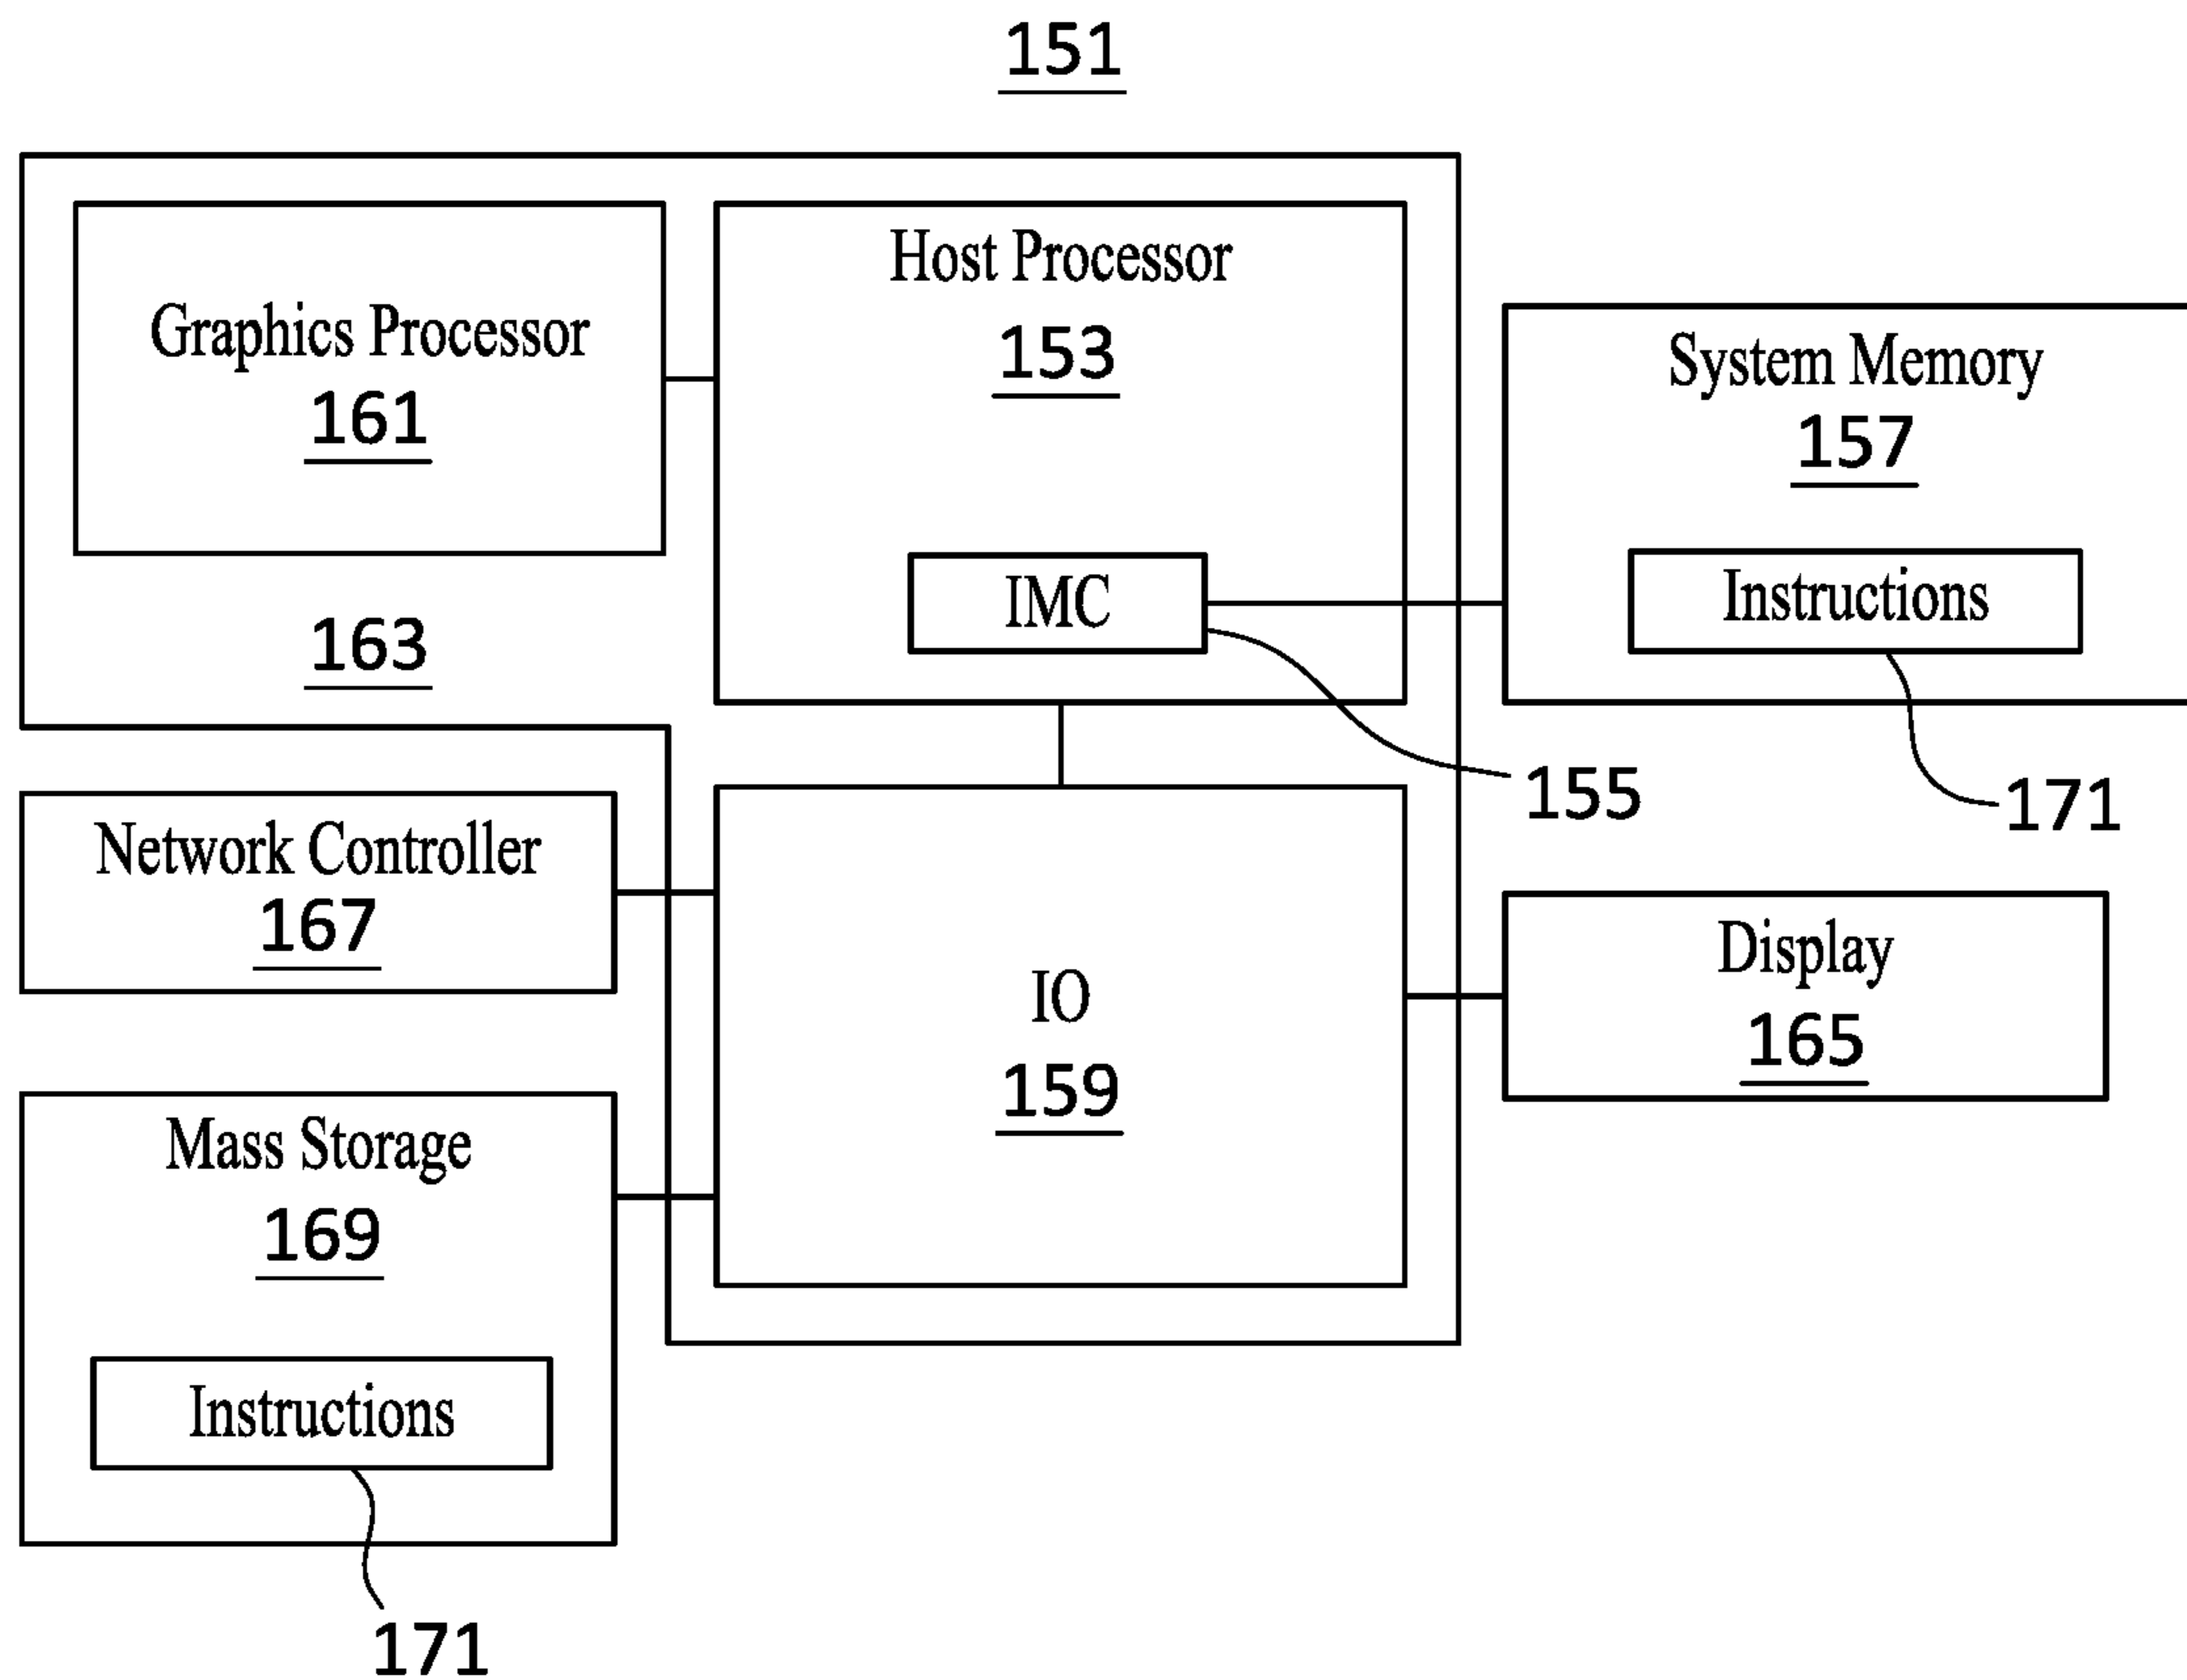 151
Graphics Processor
161
Host Processor
153
IMC
163
System Memory
157
Instructions
155
171
Network Controller
167
IO
159
Display
165
Mass Storage
169
Instructions
171